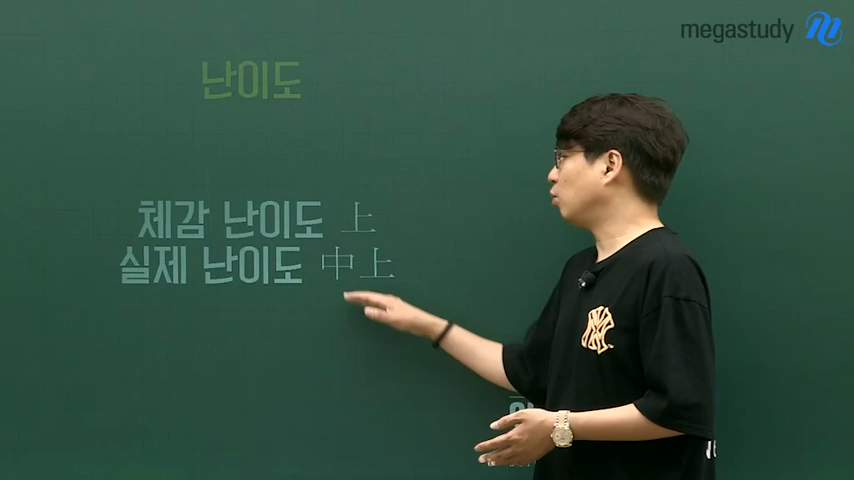 megastudy
난이도
체감 난이도 上
실제 난이도 中上